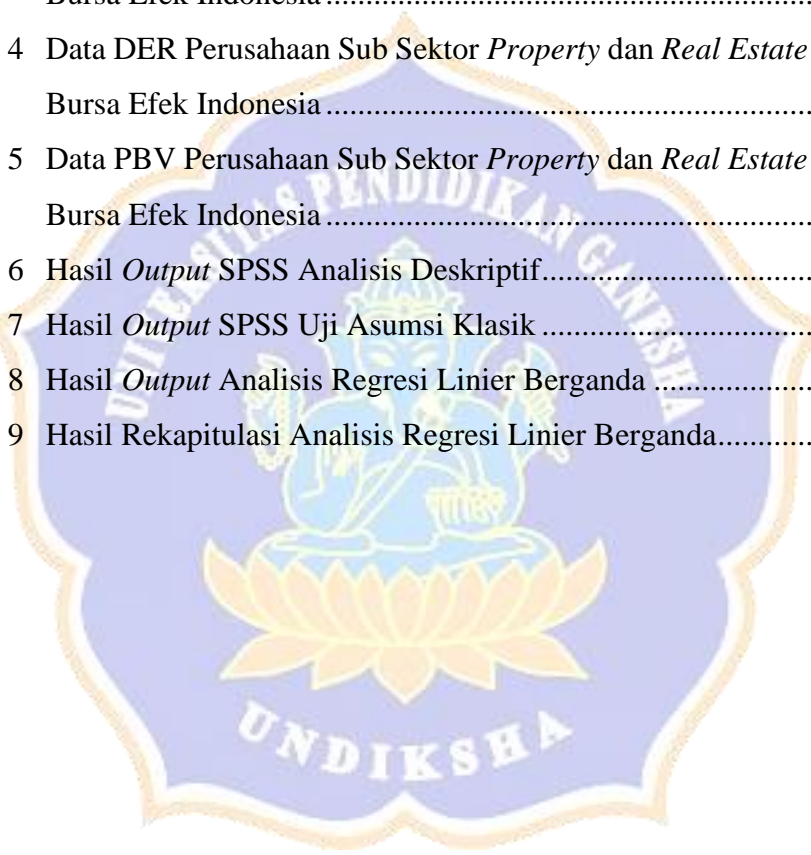 Bursa Efek Indonesia........................................................................
4 Data DER Perusahaan Sub Sektor Property dan Real Estate
Bursa Efek Indonesia........................................................................
5 Data PBV Perusahaan Sub Sektor Property dan Real Estate
Bursa Efek Indonesia........................................................................
6 Hasil Output SPSS Analisis Deskriptif........................................
7 Hasil Output SPSS Uji Asumsi Klasik ........................................
8 Hasil Output Analisis Regresi Linier Berganda .......................
9 Hasil Rekapitulasi Analisis Regresi Linier Berganda.............
UNIVERSITAS PENDIDIKAN GANESHA
UNDIKSHA